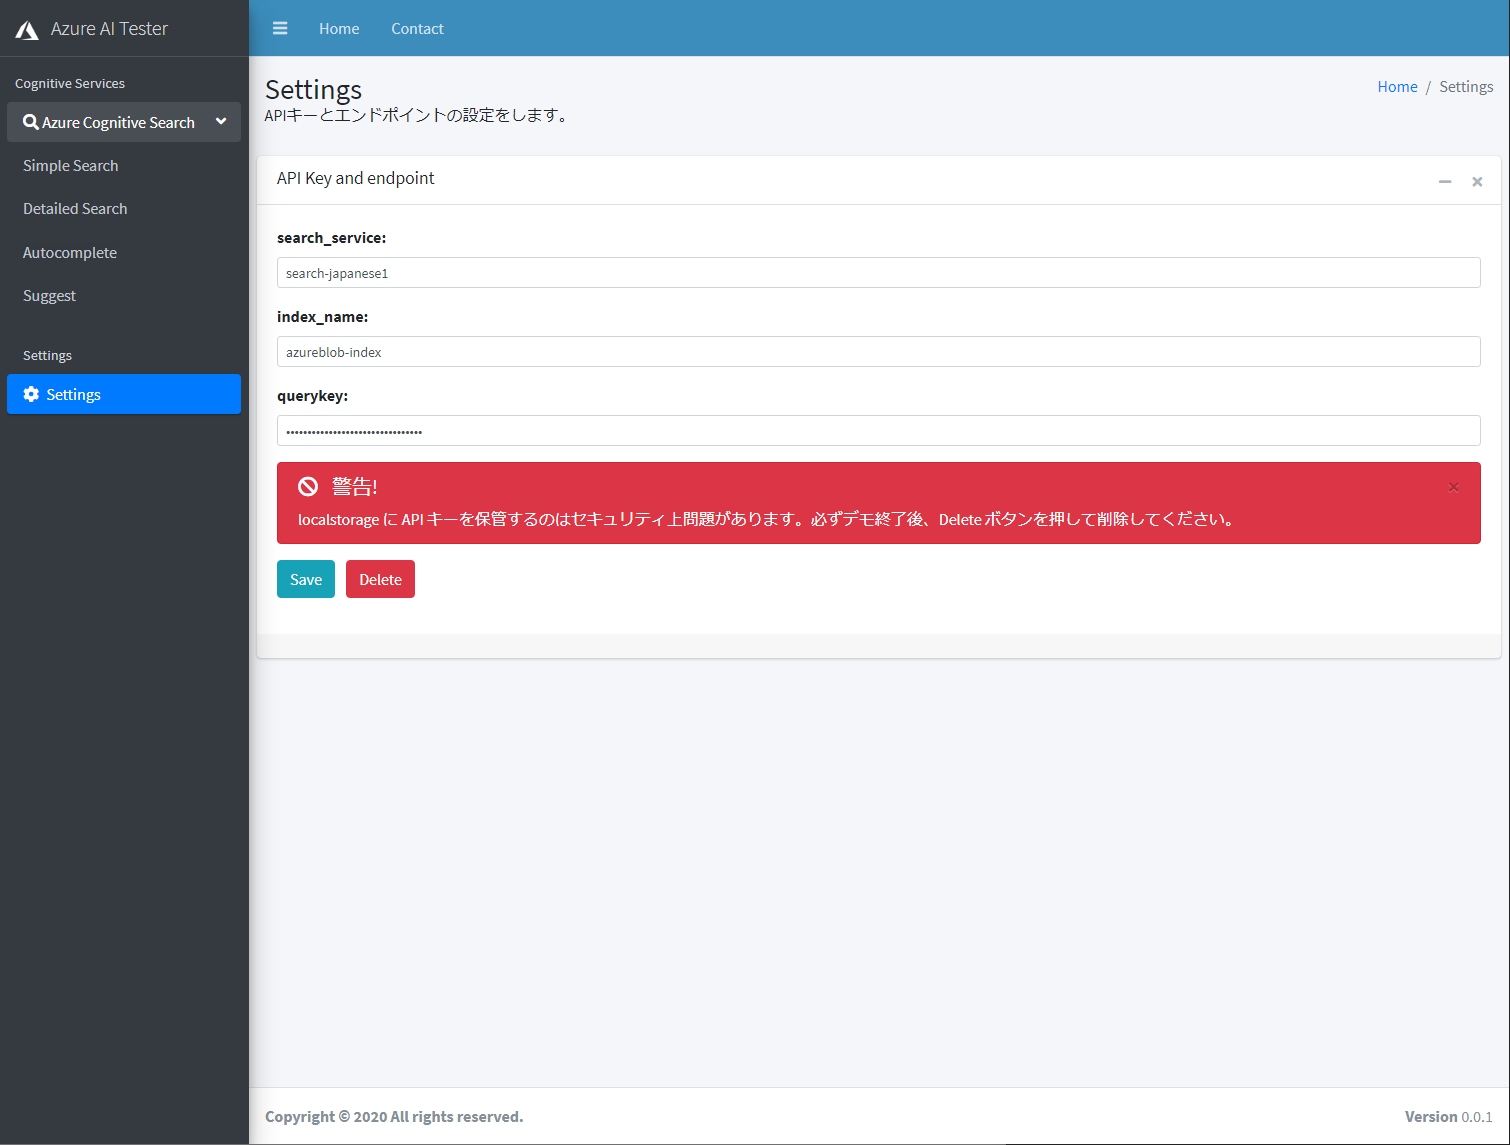 Azure AI Tester
Home
Contact
Cognitive Services
Azure Cognitive Search
Simple Search
Detailed Search
Autocomplete
Suggest
Settings
Settings
Settings
APIキーとエンドポイントの設定をします。
Home / Settings
API Key and endpoint
search_service:
search-japanese1
index_name:
azureblob-index
querykey:
••••••••••••••••••••••••••••••••
警告!
localstorage に API キーを保管するのはセキュリティ上問題があります。必ずデモ終了後、Delete ボタンを押して削除してください。
Save
Delete
Copyright © 2020 All rights reserved.
Version 0.0.1